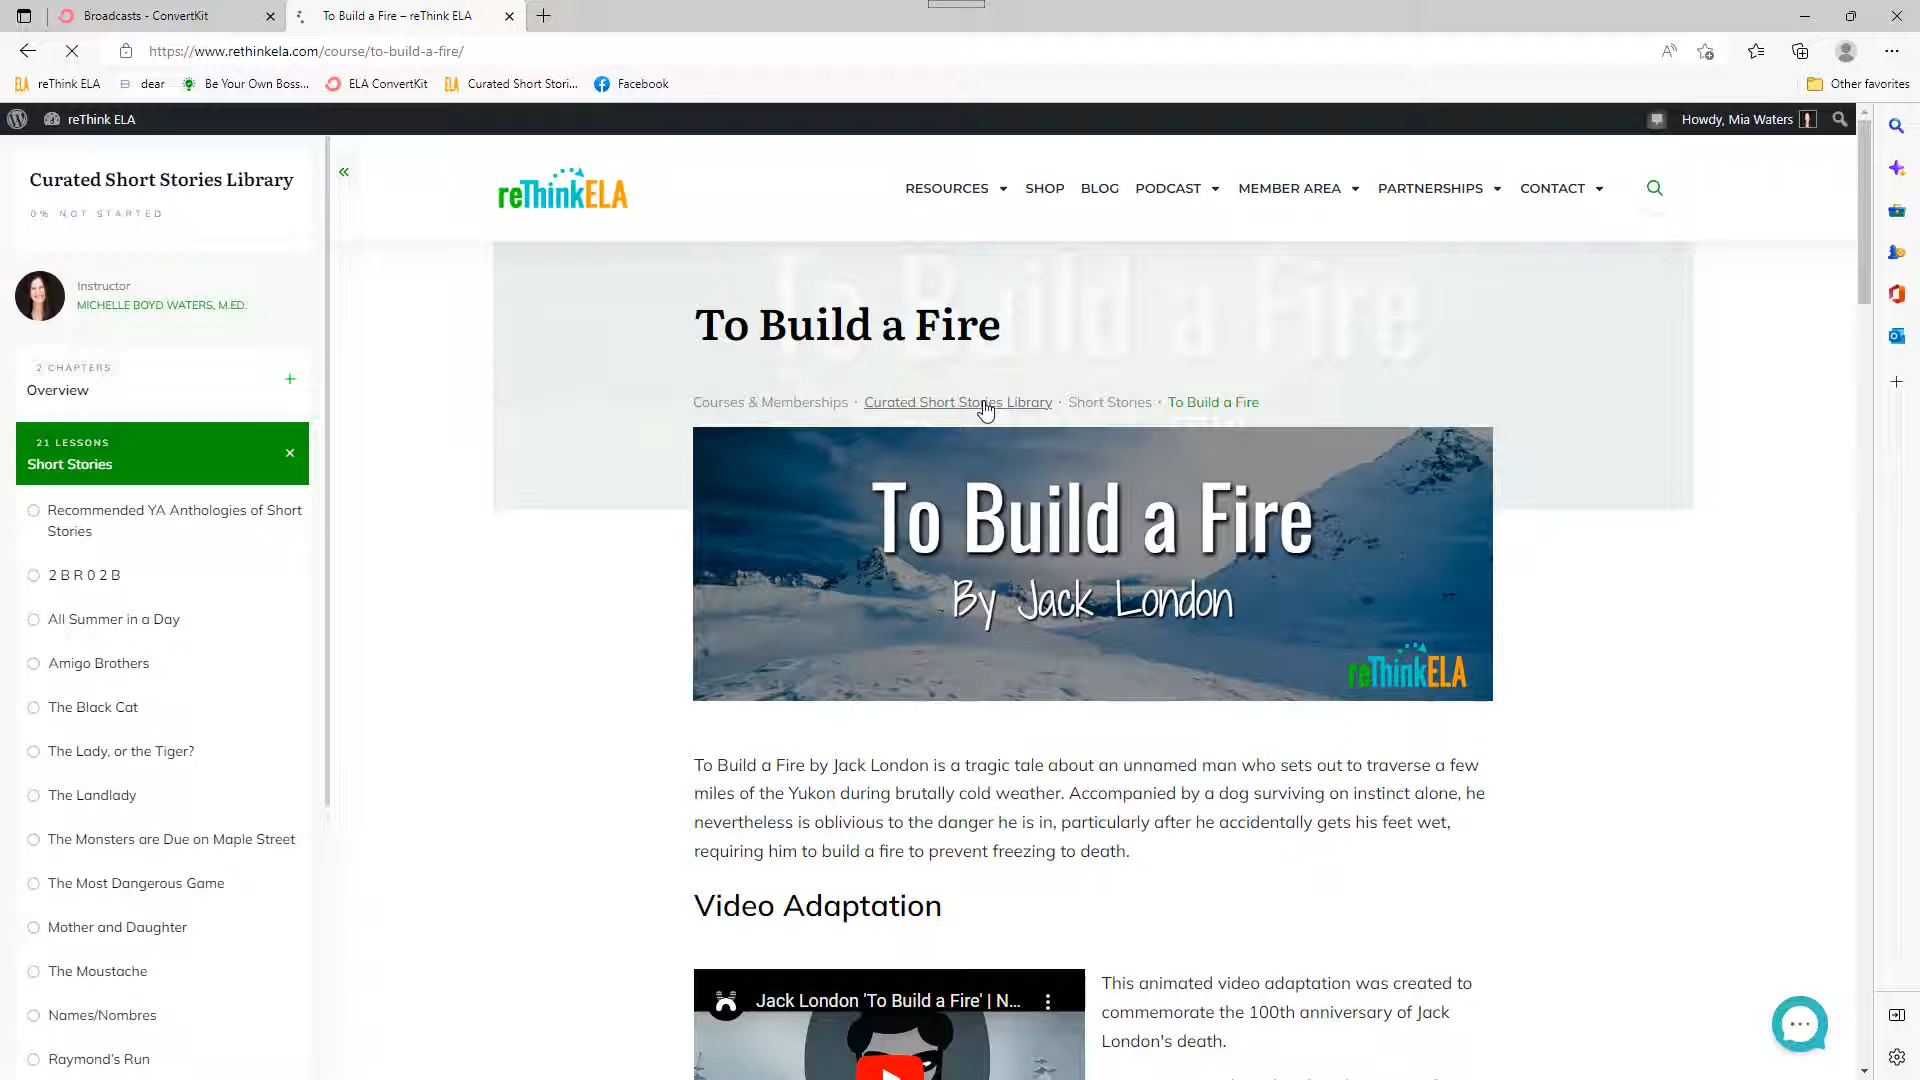 Broadcasts - ConvertKit
To Build a Fire – reThink ELA
https://www.rethinkela.com/course/to-build-a-fire/
ELA reThink ELA
dear
Be Your Own Boss...
ELA ConvertKit
ELA Curated Short Stori...
Facebook
Other favorites
reThink ELA
Howdy, Mia Waters
Curated Short Stories Library
0% NOT STARTED
Instructor
MICHELLE BOYD WATERS, M.ED.
2 CHAPTERS
Overview
21 LESSONS
Short Stories
Recommended YA Anthologies of Short
Stories
2 B R 0 2 B
All Summer in a Day
Amigo Brothers
The Black Cat
The Lady, or the Tiger?
The Landlady
The Monsters are Due on Maple Street
The Most Dangerous Game
Mother and Daughter
The Moustache
Names/Nombres
Raymond's Run
reThinkELA
RESOURCES
SHOP
BLOG
PODCAST
MEMBER AREA
PARTNERSHIPS
CONTACT
To Build a Fire
To Build a Fire
Courses & Memberships · Curated Short Stories Library · Short Stories · To Build a Fire
To Build a Fire
By Jack London
reThinkELA
To Build a Fire by Jack London is a tragic tale about an unnamed man who sets out to traverse a few
miles of the Yukon during brutally cold weather. Accompanied by a dog surviving on instinct alone, he
nevertheless is oblivious to the danger he is in, particularly after he accidentally gets his feet wet,
requiring him to build a fire to prevent freezing to death.
Video Adaptation
Jack London 'To Build a Fire' | N...
This animated video adaptation was created to
commemorate the 100th anniversary of Jack
London's death.